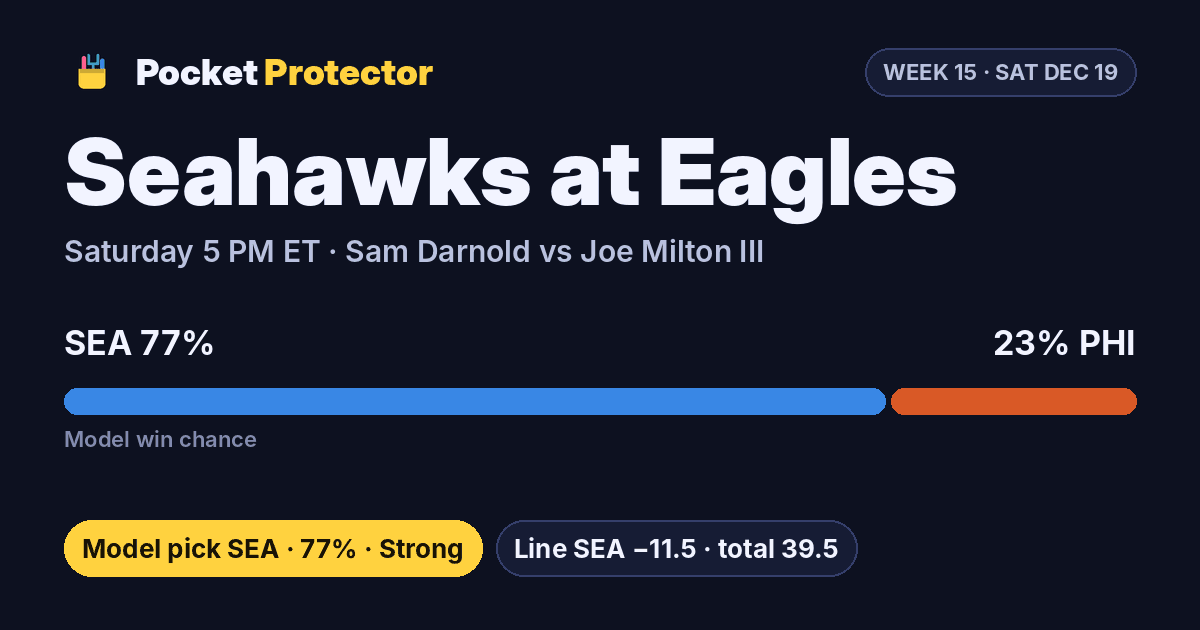 Pocket Protector
WEEK 15 · SAT DEC 19
Seahawks at Eagles
Saturday 5 PM ET · Sam Darnold vs Joe Milton III
SEA 77%
23% PHI
Model win chance
Model pick SEA · 77% · Strong
Line SEA −11.5 · total 39.5